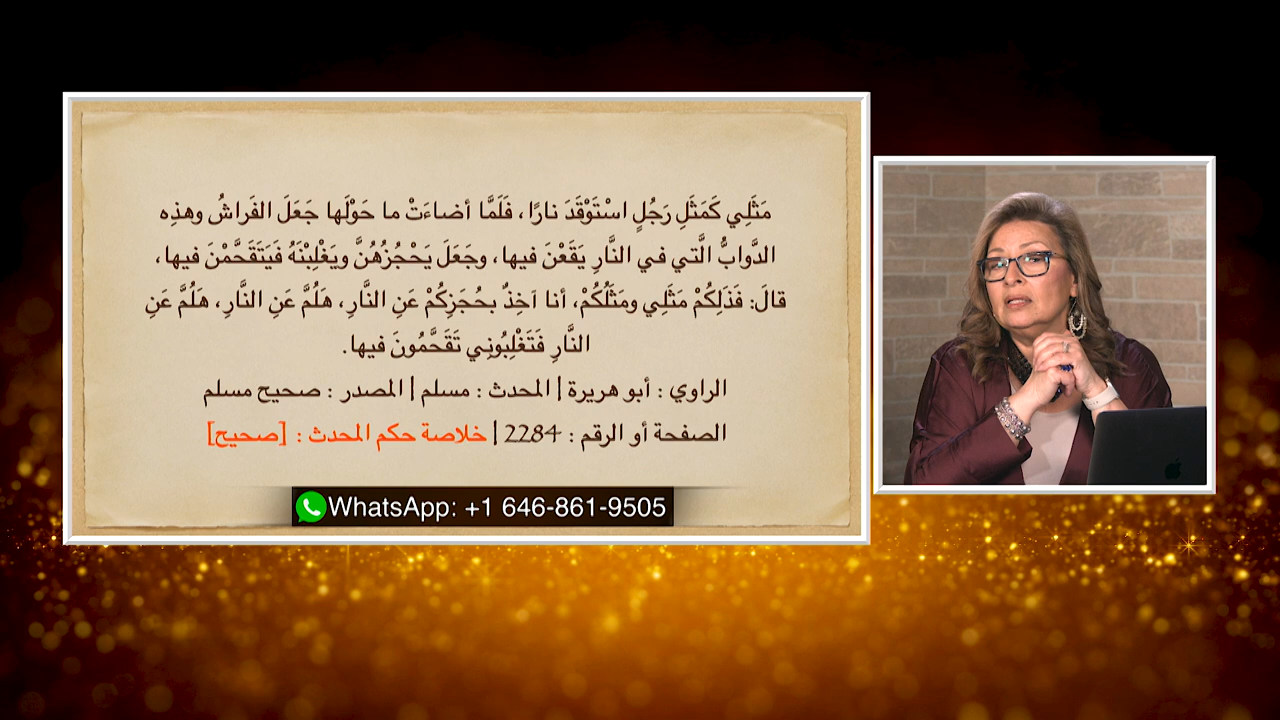 مَثَلِي كَمَثَلِ رَجُلٍ اسْتَوْقَدَ نارًا، فَلَمَّا أضاءَتْ ما حَوْلَها جَعَلَ الفَراشُ وهذِه
الدَّوابُّ الَّتي في النَّارِ يَقَعْنَ فيها، وجَعَلَ يَحْجُزُهُنَّ ويَغْلِبْنَهُ فَيَتَقَحَّمْنَ فيها،
قالَ: فَذَلِكُمْ مَثَلِي ومَثَلُكُمْ، أنا آخِذٌ بحُجَزِكُمْ عَنِ النَّارِ، هَلُمَّ عَنِ النَّارِ، هَلُمَّ عَنِ
النَّارِ فَتَغْلِبُونِي تَقَحَّمُونَ فيها.
الراوي : أبو هريرة | المحدث : مسلم | المصدر : صحيح مسلم
الصفحة أو الرقم : 2284 | خلاصة حكم المحدث : [صحيح]
WhatsApp: +1 646-861-9505